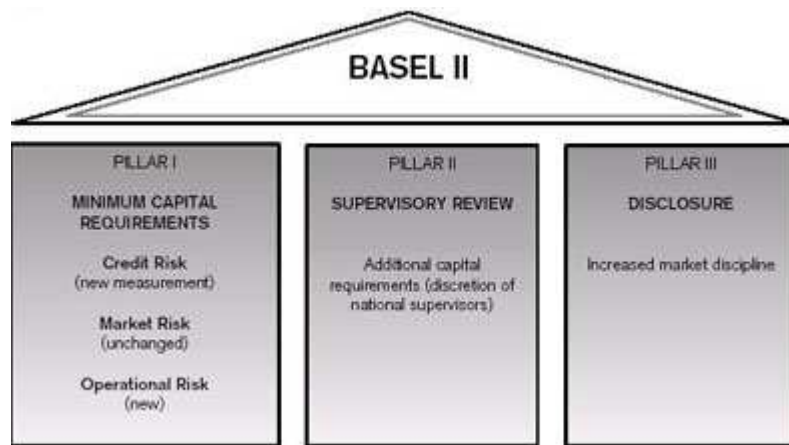 BASEL II
PILLAR I
MINIMUM CAPITAL
REQUIREMENTS
Credit Risk
(new measurement)
Market Risk
(unchanged)
Operational Risk
(new)
PILLAR II
SUPERVISORY REVIEW
Additional capital
requirements (discretion of
national supervisors)
PILLAR III
DISCLOSURE
Increased market discipline